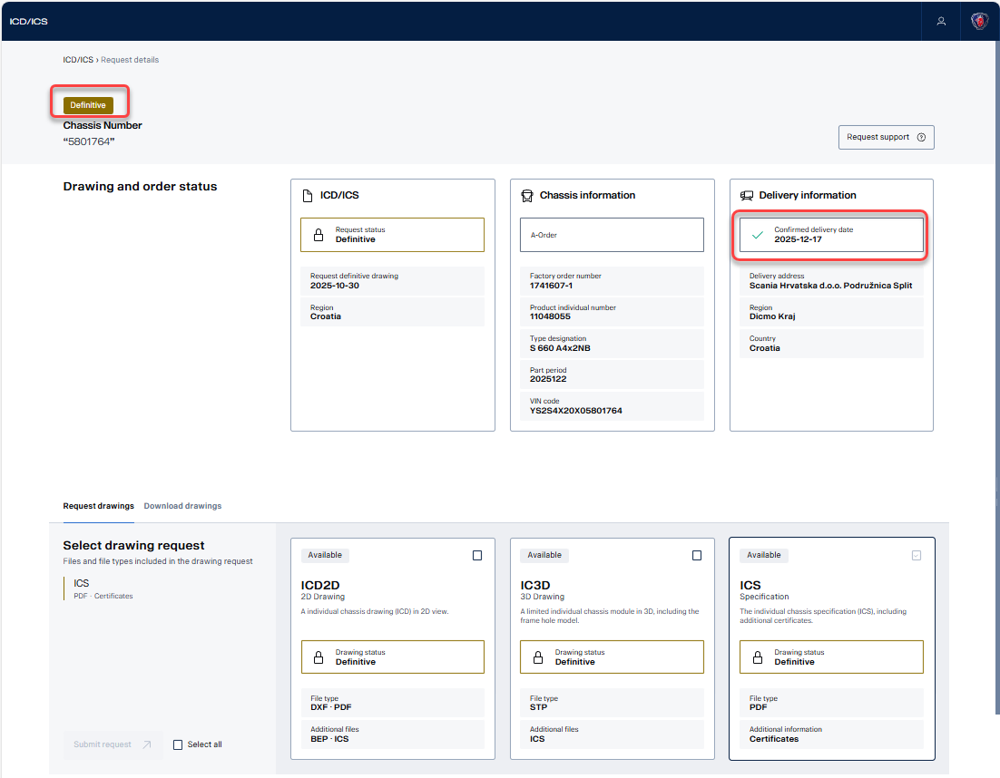 ICD/ICS
ICD/ICS › Request details
Definitive
Chassis Number
“5801764”
Request support
Drawing and order status
ICD/ICS
Request status
Definitive
Request definitive drawing
2025-10-30
Region
Croatia
Chassis information
A-Order
Factory order number
1741607-1
Product individual number
11048055
Type designation
S 660 A4x2NB
Part period
2025122
VIN code
YS2S4X20X05801764
Delivery information
Confirmed delivery date
2025-12-17
Delivery address
Scania Hrvatska d.o.o. Podružnica Split
Region
Dicmo Kraj
Country
Croatia
Request drawings Download drawings
Select drawing request
Files and file types included in the drawing request
ICS
PDF · Certificates
Submit request
Select all
Available
ICD2D
2D Drawing
A individual chassis drawing (ICD) in 2D view.
Drawing status
Definitive
File type
DXF · PDF
Additional files
BEP · ICS
Available
IC3D
3D Drawing
A limited individual chassis module in 3D, including the
frame hole model.
Drawing status
Definitive
File type
STP
Additional files
ICS
Available
ICS
Specification
The individual chassis specification (ICS), including
additional certificates.
Drawing status
Definitive
File type
PDF
Additional information
Certificates